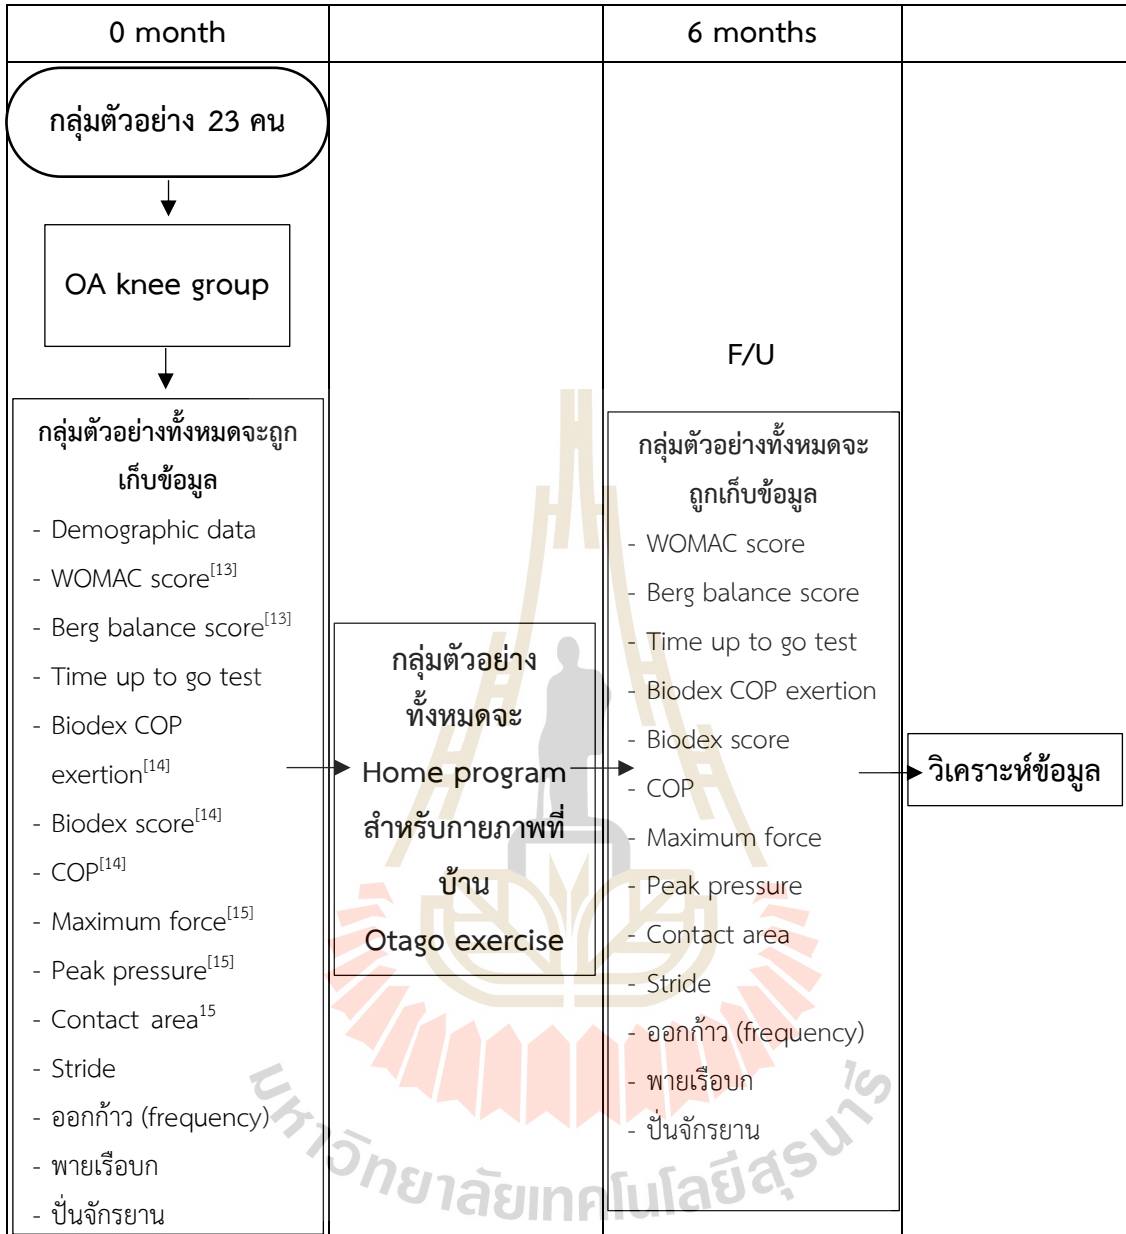 0 month
6 months
กลุ่มตัวอย่าง 23 คน
OA knee group
กลุ่มตัวอย่างทั้งหมดจะถูก
เก็บข้อมูล
- Demographic data
- WOMAC score[13]
- Berg balance score[13]
- Time up to go test
- Biodex COP
exertion[14]
- Biodex score[14]
- COP[14]
- Maximum force[15]
- Peak pressure[15]
- Contact area15
- Stride
- ออกก้าว (frequency)
- พายเรือบก
- ปั่นจักรยาน
กลุ่มตัวอย่าง
ทั้งหมดจะ
Home program
สำหรับกายภาพที่
บ้าน
Otago exercise
F/U
กลุ่มตัวอย่างทั้งหมดจะ
ถูกเก็บข้อมูล
- WOMAC score
- Berg balance score
- Time up to go test
- Biodex COP exertion
- Biodex score
- COP
- Maximum force
- Peak pressure
- Contact area
- Stride
- ออกก้าว (frequency)
- พายเรือบก
- ปั่นจักรยาน
วิเคราะห์ข้อมูล
มหาวิทยาลัยเทคโนโลยีสุรนารี